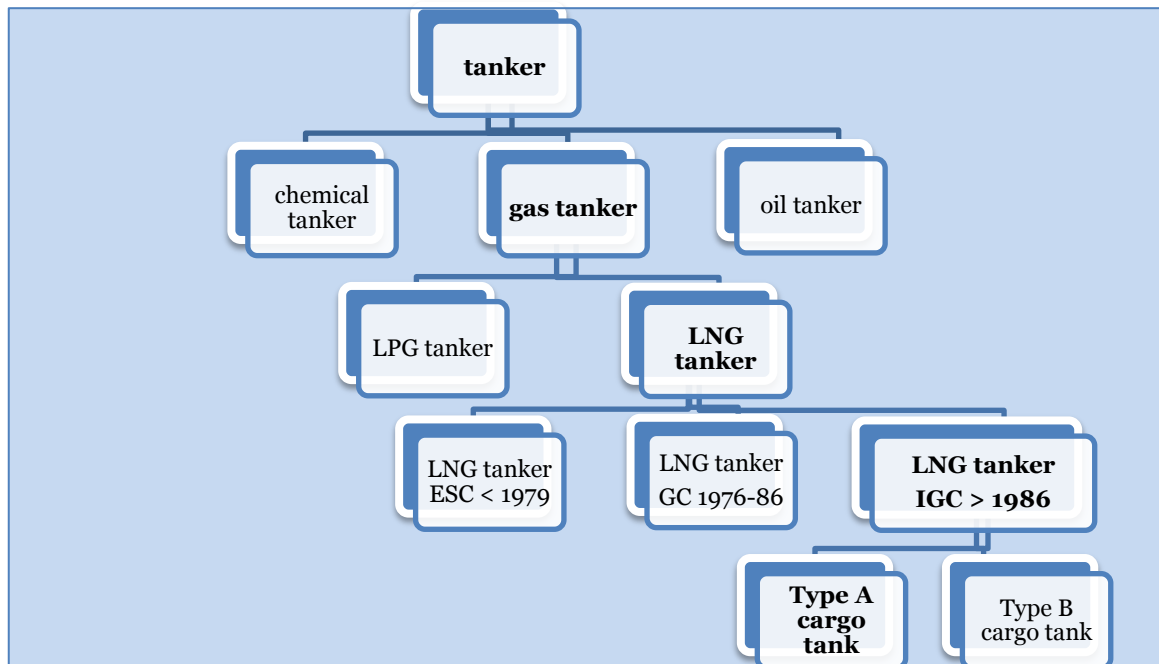 tanker
chemical
tanker
gas tanker
oil tanker
LPG tanker
LNG
tanker
LNG tanker
ESC < 1979
LNG tanker
GC 1976-86
LNG tanker
IGC > 1986
Type A
cargo
tank
Type B
cargo tank